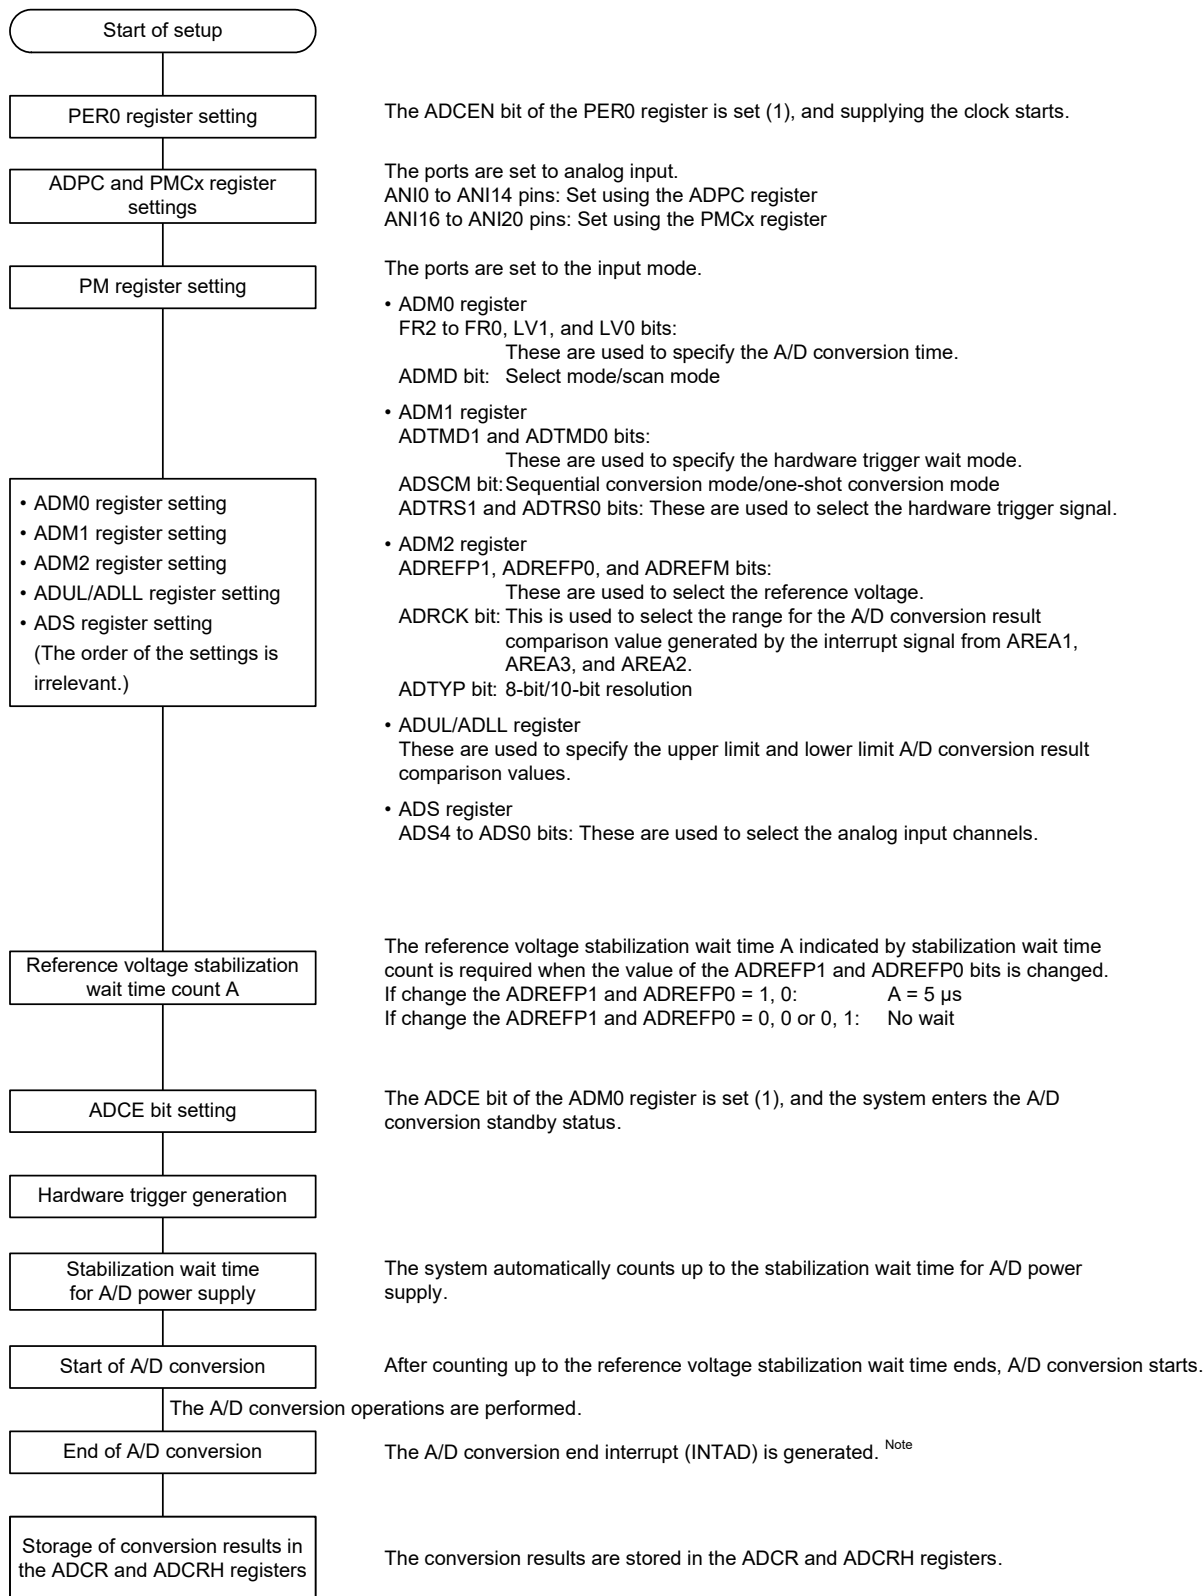 Start of setup
PER0 register setting
The ADCEN bit of the PER0 register is set (1), and supplying the clock starts.
ADPC and PMCx register
settings
The ports are set to analog input.
ANI0 to ANI14 pins: Set using the ADPC register
ANI16 to ANI20 pins: Set using the PMCx register
PM register setting
The ports are set to the input mode.
• ADM0 register setting
• ADM1 register setting
• ADM2 register setting
• ADUL/ADLL register setting
• ADS register setting
(The order of the settings is
irrelevant.)
• ADM0 register
FR2 to FR0, LV1, and LV0 bits:
These are used to specify the A/D conversion time.
ADMD bit: Select mode/scan mode
• ADM1 register
ADTMD1 and ADTMD0 bits:
These are used to specify the hardware trigger wait mode.
ADSCM bit: Sequential conversion mode/one-shot conversion mode
ADTRS1 and ADTRS0 bits: These are used to select the hardware trigger signal.
• ADM2 register
ADREFP1, ADREFP0, and ADREFM bits:
These are used to select the reference voltage.
ADRCK bit: This is used to select the range for the A/D conversion result
comparison value generated by the interrupt signal from AREA1,
AREA3, and AREA2.
ADTYP bit: 8-bit/10-bit resolution
• ADUL/ADLL register
These are used to specify the upper limit and lower limit A/D conversion result
comparison values.
• ADS register
ADS4 to ADS0 bits: These are used to select the analog input channels.
Reference voltage stabilization
wait time count A
The reference voltage stabilization wait time A indicated by stabilization wait time
count is required when the value of the ADREFP1 and ADREFP0 bits is changed.
If change the ADREFP1 and ADREFP0 = 1, 0: A = 5 µs
If change the ADREFP1 and ADREFP0 = 0, 0 or 0, 1: No wait
ADCE bit setting
The ADCE bit of the ADM0 register is set (1), and the system enters the A/D
conversion standby status.
Hardware trigger generation
Stabilization wait time
for A/D power supply
The system automatically counts up to the stabilization wait time for A/D power
supply.
Start of A/D conversion
After counting up to the reference voltage stabilization wait time ends, A/D conversion starts.
The A/D conversion operations are performed.
End of A/D conversion
The A/D conversion end interrupt (INTAD) is generated. Note
Storage of conversion results in
the ADCR and ADCRH registers
The conversion results are stored in the ADCR and ADCRH registers.